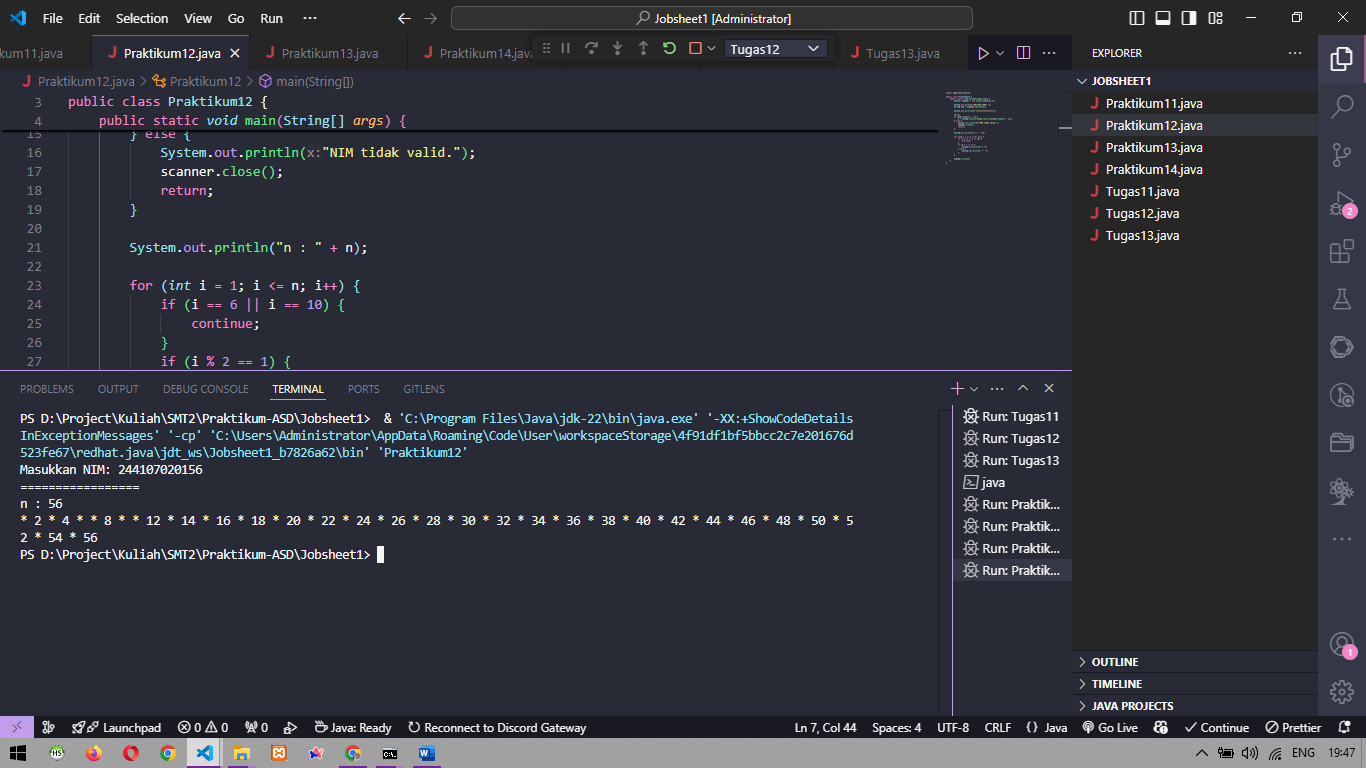 File Edit Selection View Go Run ··· Jobsheet1 [Administrator]
kum11.java Praktikum12.java Praktikum13.java Praktikum14.java Tugas12 Tugas13.java
Praktikum12.java > Praktikum12 > main(String[])
3 public class Praktikum12 {
4 public static void main(String[] args) {
15 } else {
16 System.out.println(x:"NIM tidak valid.");
17 scanner.close();
18 return;
19 }
20
21 System.out.println("n : " + n);
22
23 for (int i = 1; i <= n; i++) {
24 if (i == 6 || i == 10) {
25 continue;
26 }
27 if (i % 2 == 1) {
PROBLEMS OUTPUT DEBUG CONSOLE TERMINAL PORTS GITLENS
PS D:\Project\Kuliah\SMT2\Praktikum-ASD\Jobsheet1> & 'C:\Program Files\Java\jdk-22\bin\java.exe' '-XX:+ShowCodeDetails
InExceptionMessages' '-cp' 'C:\Users\Administrator\AppData\Roaming\Code\User\workspaceStorage\4f91df1bf5bbcc2c7e201676d
523fe67\redhat.java\jdt_ws\Jobsheet1_b7826a62\bin' 'Praktikum12'
Masukkan NIM: 244107020156
=================
n : 56
* 2 * 4 * * 8 * * 12 * 14 * 16 * 18 * 20 * 22 * 24 * 26 * 28 * 30 * 32 * 34 * 36 * 38 * 40 * 42 * 44 * 46 * 48 * 50 * 5
2 * 54 * 56
PS D:\Project\Kuliah\SMT2\Praktikum-ASD\Jobsheet1>
Run: Tugas11
Run: Tugas12
Run: Tugas13
java
Run: Praktik...
Run: Praktik...
Run: Praktik...
Run: Praktik...
EXPLORER
JOBSHEET1
Praktikum11.java
Praktikum12.java
Praktikum13.java
Praktikum14.java
Tugas11.java
Tugas12.java
Tugas13.java
OUTLINE
TIMELINE
JAVA PROJECTS
2
1
Launchpad 0 0 0 Java: Ready Reconnect to Discord Gateway Ln 7, Col 44 Spaces: 4 UTF-8 CRLF {} Java Go Live Continue Prettier
ENG 19:47